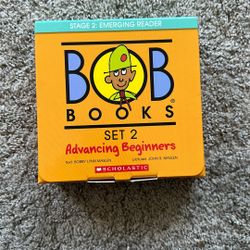 STAGE 2: EMERGING READER
BOB
BOOKS®
SET 2
Advancing Beginners
SCHOLASTIC